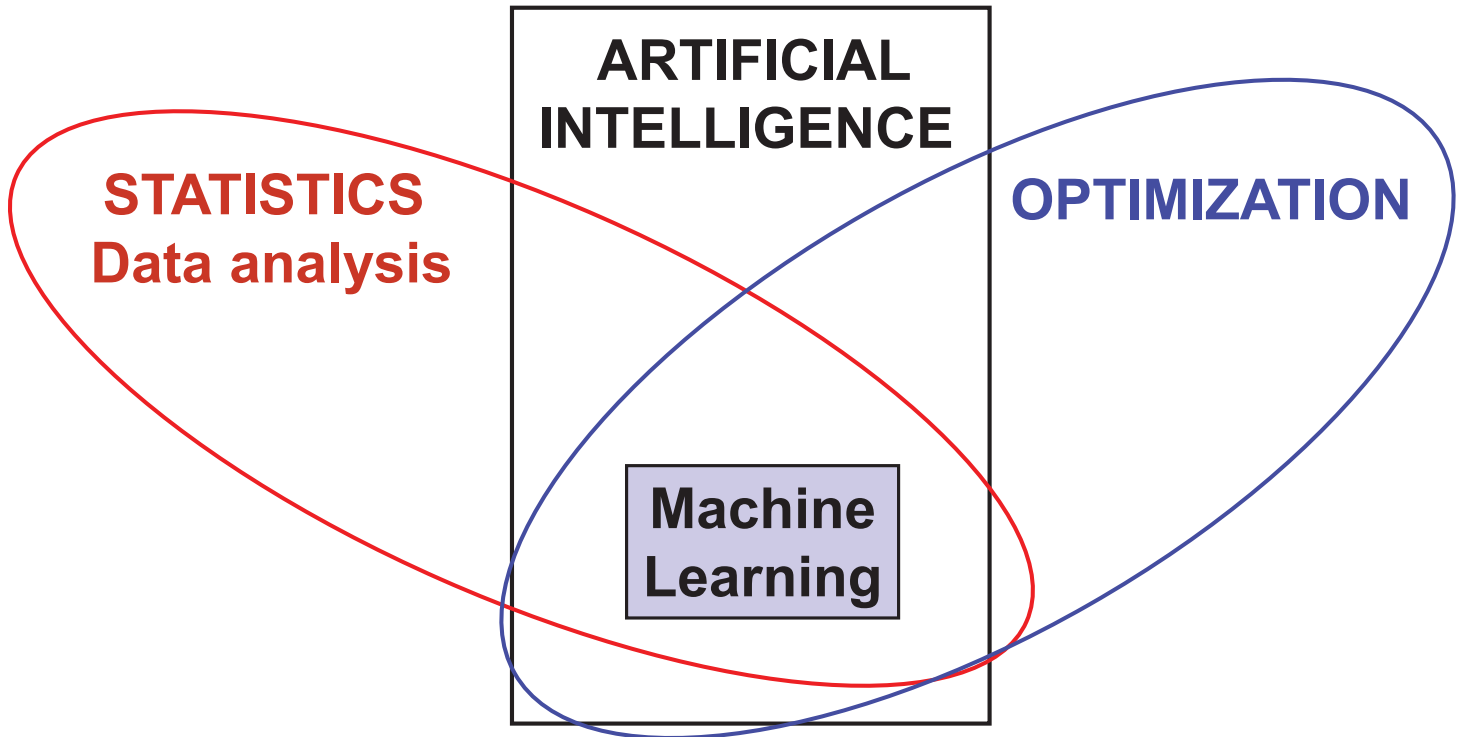 ARTIFICIAL
INTELLIGENCE
STATISTICS
Data analysis
OPTIMIZATION
Machine
Learning